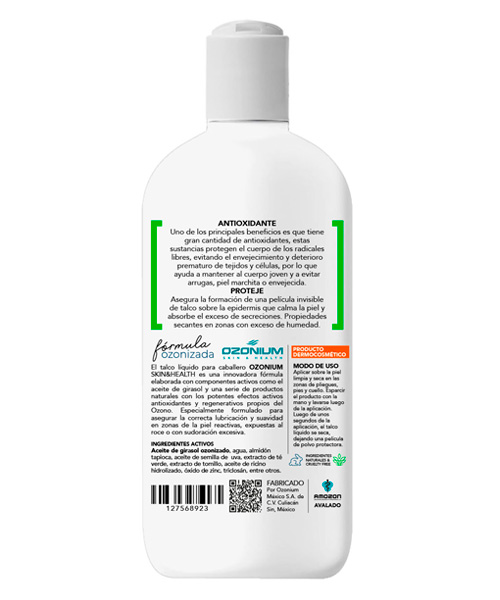 ANTIOXIDANTE
Uno de los principales beneficios es que tiene
gran cantidad de antioxidantes, estas
sustancias protegen el cuerpo de los radicales
libres, evitando el envejecimiento y deterioro
prematuro de tejidos y células, por lo que
ayuda a mantener al cuerpo joven y a evitar
arrugas, piel marchita o envejecida.
PROTEJE
Asegura la formación de una película invisible
de talco sobre la epidermis que calma la piel y
absorbe el exceso de secreciones. Propiedades
secantes en zonas con exceso de humedad.
fórmula
ozonizada
OZONIUM
SKIN & HEALTH
El talco líquido para caballero OZONIUM
SKIN&HEALTH es una innovadora fórmula
elaborada con componentes activos como el
aceite de girasol y una serie de productos
naturales con los potentes efectos activos
antioxidantes y regenerativos propios del
Ozono. Especialmente formulado para
asegurar la correcta lubricación y suavidad
en zonas de la piel reactivas, expuestas al
roce o con sudoración excesiva.
INGREDIENTES ACTIVOS
Aceite de girasol ozonizado, agua, almidón
tapioca, aceite de semilla de uva, extracto de té
verde, extracto de tomillo, aceite de ricino
hidrolizado, óxido de zinc, triclosán, entre otros.
PRODUCTO
DERMOCOSMÉTICO
MODO DE USO
Aplicar sobre la piel
limpia y seca en las
zonas de pliegues,
pies y cuello. Esparcir
el producto con la
mano y lavarse luego
de la aplicación.
Luego de unos
segundos de la
aplicación, el talco
líquido se seca,
dejando una película
de polvo protectora.
INGREDIENTES
NATURALES &
CRUELTY FREE
127568923
FABRICADO
Por Ozonium
México S.A. de
C.V. Culiacán
Sin, México
AMOZON
AVALADO